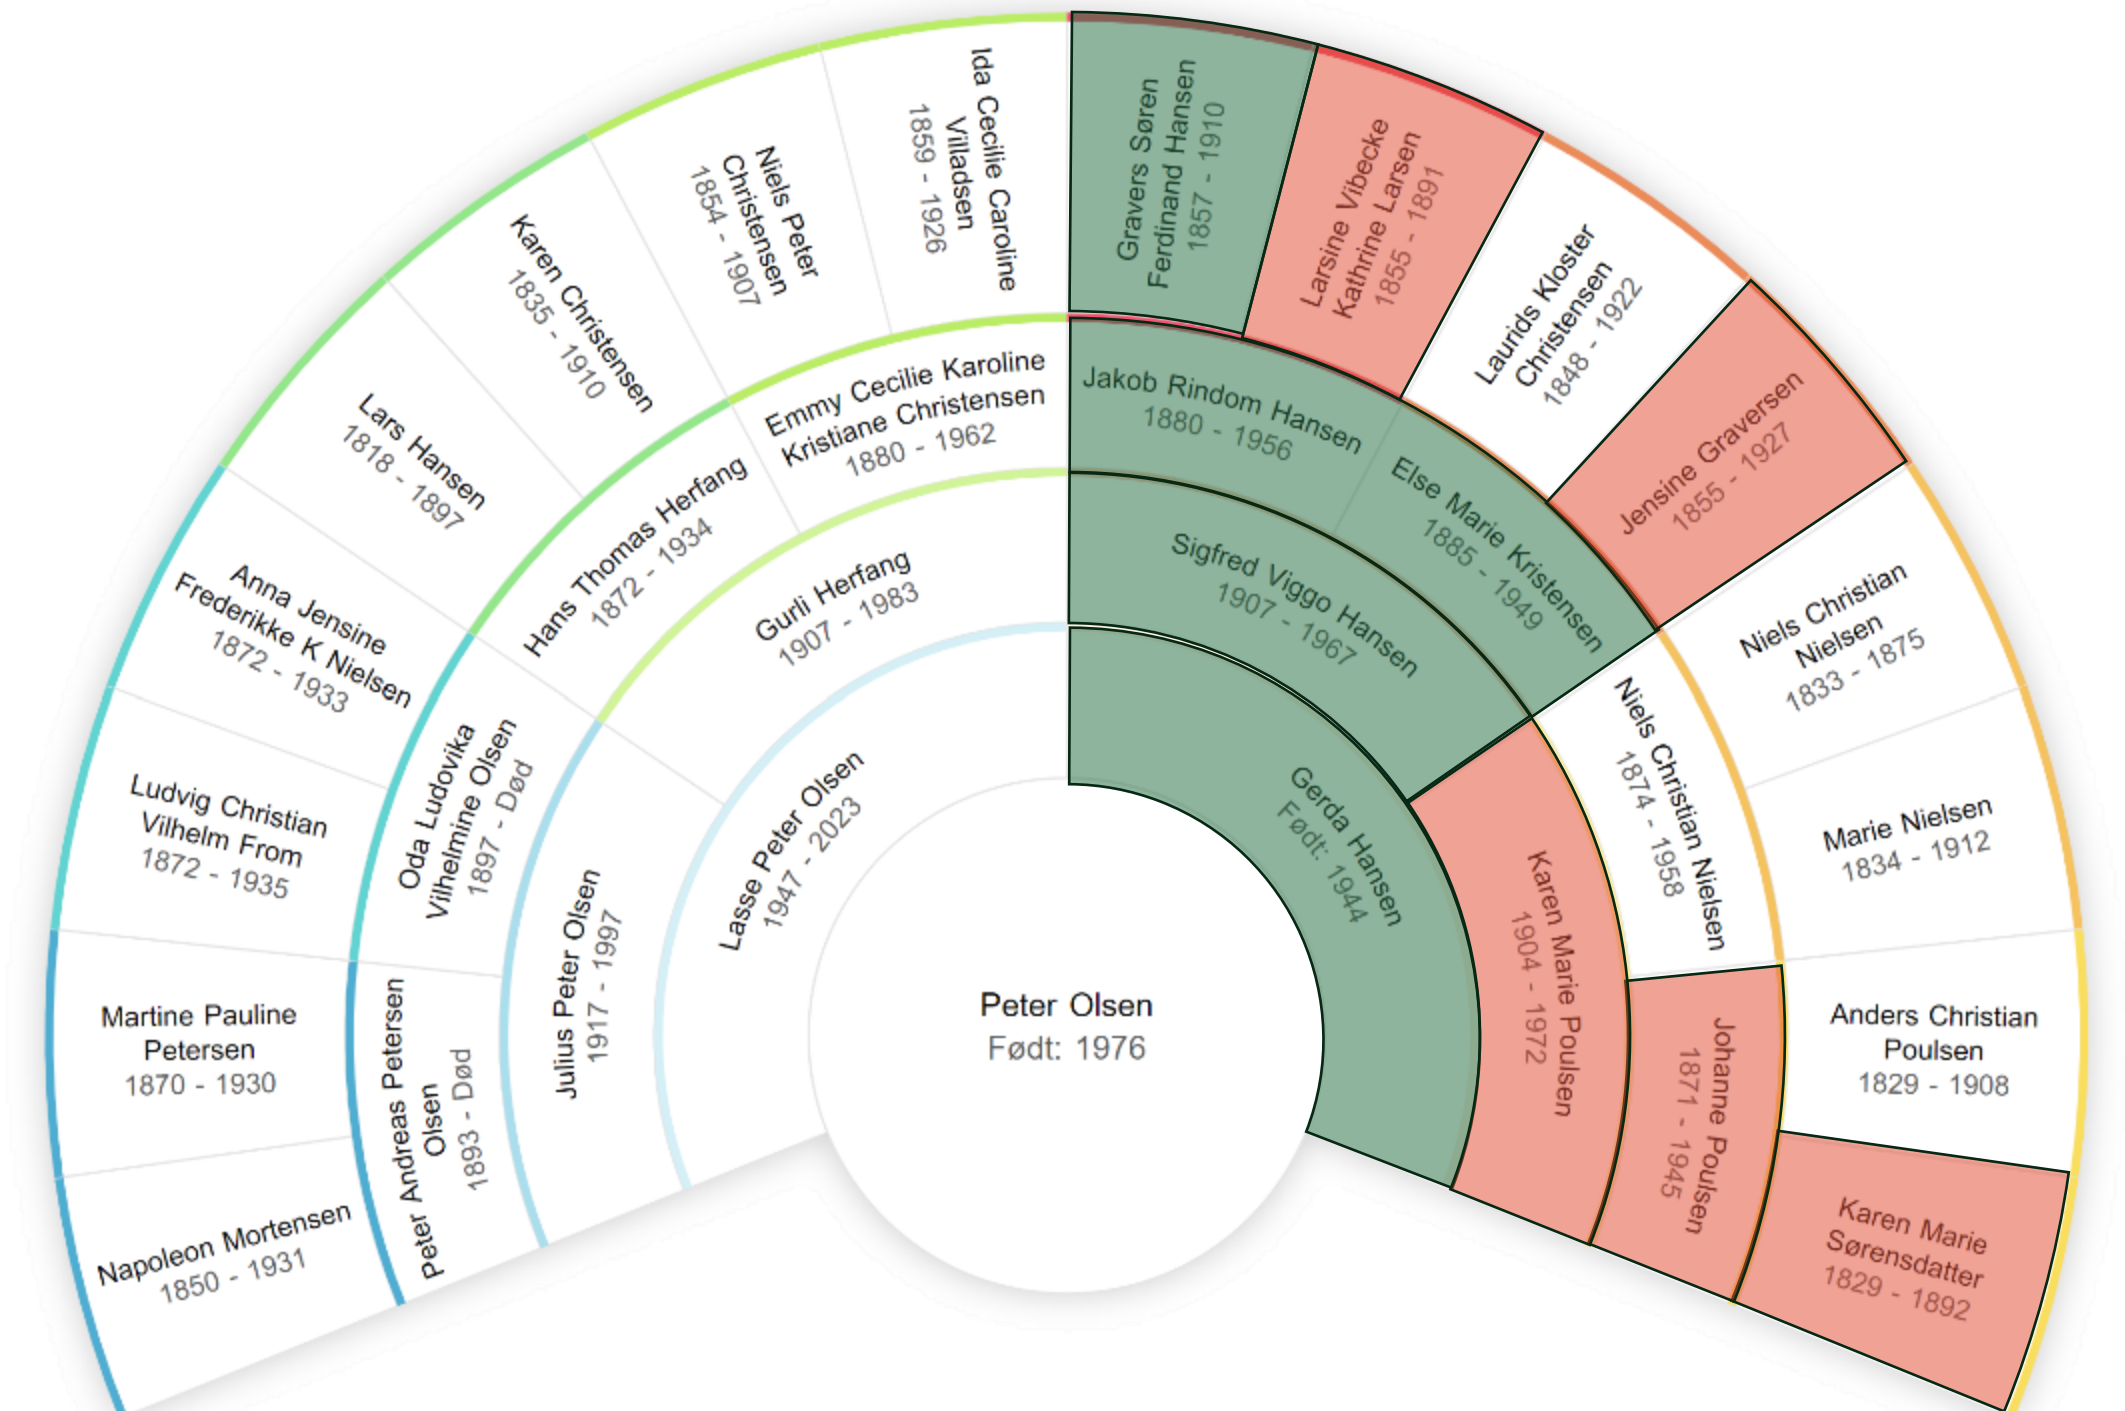 Ida Cecilie Caroline
Villadsen
1859 - 1926
Gravers Søren
Ferdinand Hansen
1857 - 1910
Niels Peter
Christensen
1854 - 1907
Larsine Vibecke
Kathrine Larsen
1855 - 1891
Karen Christensen
1835 - 1910
Laurids Kloster
Christensen
1848 - 1922
Lars Hansen
1818 - 1897
Jensine Graversen
1855 - 1927
Anna Jensine
Frederikke K Nielsen
1872 - 1933
Niels Christian
Nielsen
1833 - 1875
Ludvig Christian
Vilhelm From
1872 - 1935
Marie Nielsen
1834 - 1912
Martine Pauline
Petersen
1870 - 1930
Anders Christian
Poulsen
1829 - 1908
Napoleon Mortensen
1850 - 1931
Karen Marie
Sørensdatter
1829 - 1892
Emmy Cecilie Karoline
Kristiane Christensen
1880 - 1962
Jakob Rindom Hansen
1880 - 1956
Hans Thomas Herfang
1872 - 1934
Else Marie Kristensen
1885 - 1949
Oda Ludovika
Vilhelmine Olsen
1897 - Død
Niels Christian Nielsen
1874 - 1958
Peter Andreas Petersen
Olsen
1893 - Død
Johanne Poulsen
1871 - 1945
Gurli Herfang
1907 - 1983
Sigfred Viggo Hansen
1907 - 1967
Julius Peter Olsen
1917 - 1997
Karen Marie Poulsen
1904 - 1972
Lasse Peter Olsen
1947 - 2023
Gerda Hansen
Født: 1944
Peter Olsen
Født: 1976